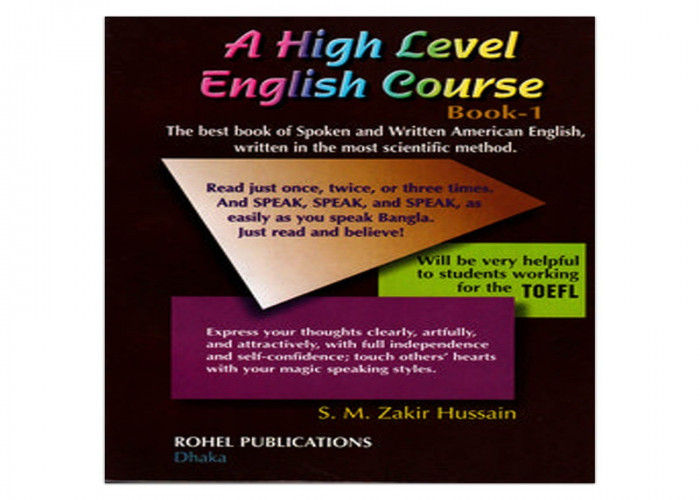 A High Level
English Course
Book-1
The best book of Spoken and Written American English,
written in the most scientific method.
Read just once, twice, or three times.
And SPEAK, SPEAK, and SPEAK, as
easily as you speak Bangla.
Just read and believe!
Will be very helpful
to students working
for the TOEFL
Express your thoughts clearly, artfully,
and attractively, with full independence
and self-confidence; touch others' hearts
with your magic speaking styles.
S. M. Zakir Hussain
ROHEL PUBLICATIONS
Dhaka